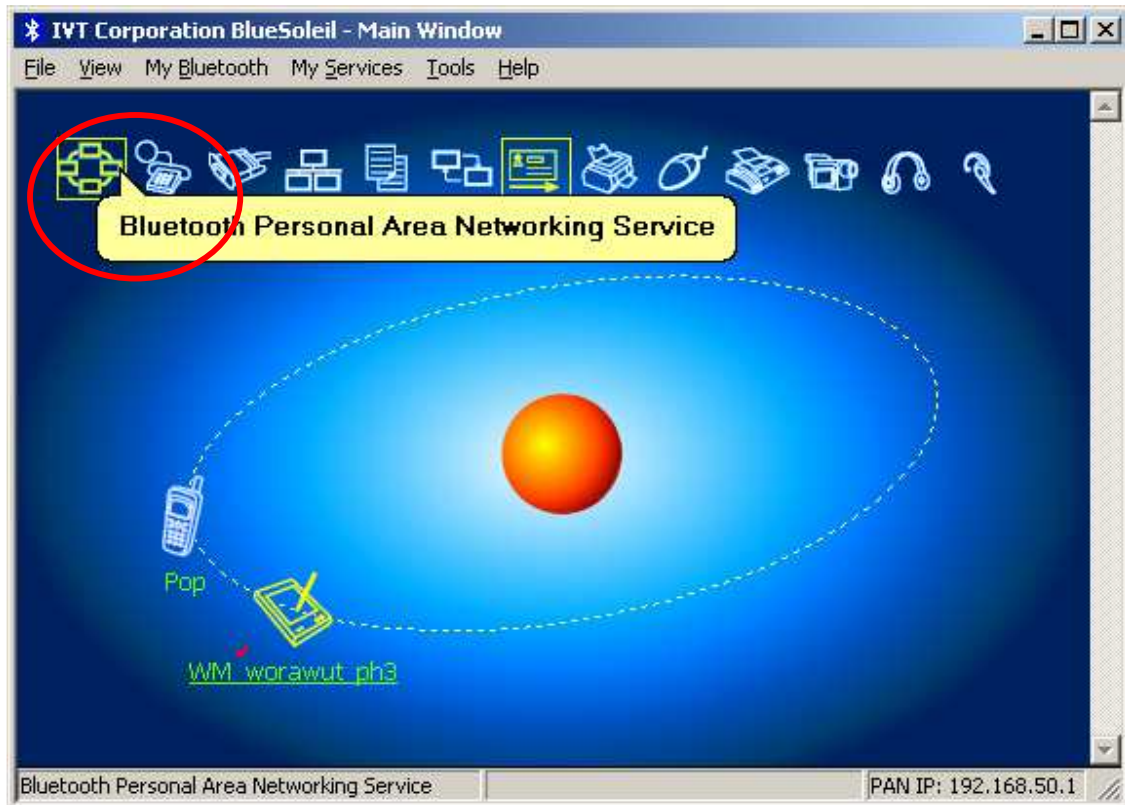 IVT Corporation BlueSoleil - Main Window
File View My Bluetooth My Services Tools Help
Bluetooth Personal Area Networking Service
Pop
WM_worawut_ph3
Bluetooth Personal Area Networking Service
PAN IP: 192.168.50.1